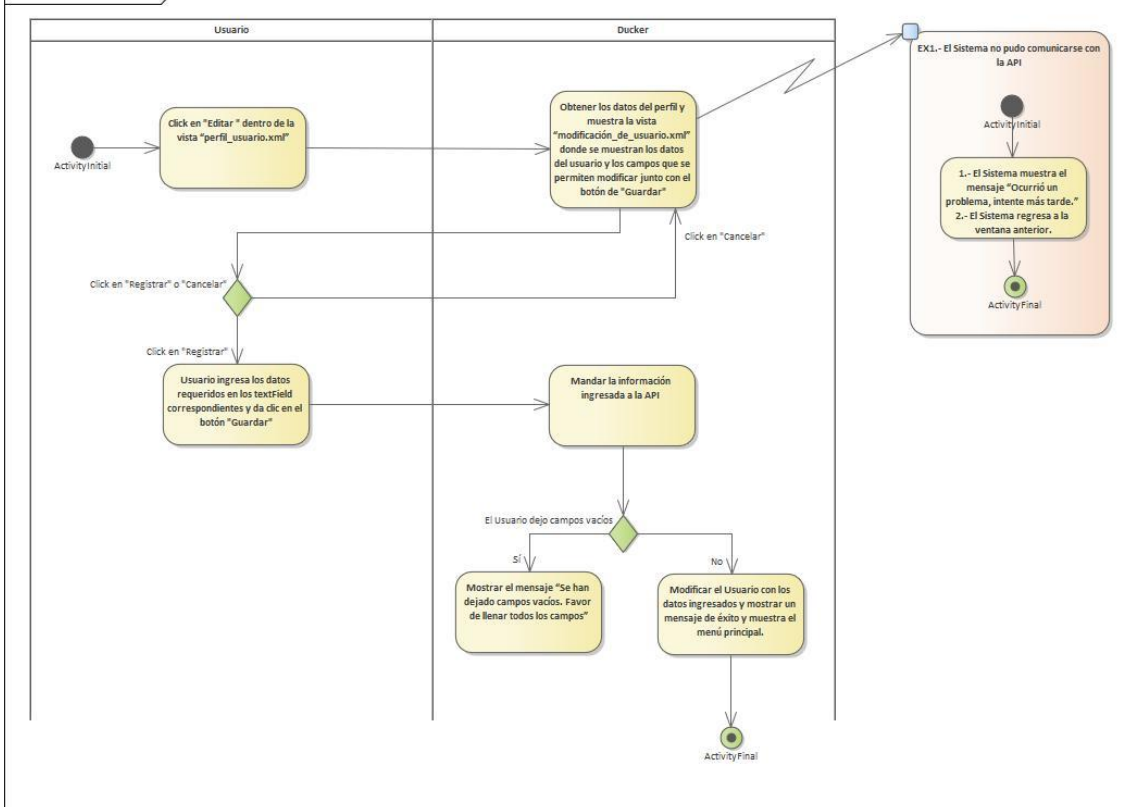 Usuario
Ducker
EX1.- El Sistema no pudo comunicarse con
la API
ActivityInitial
1.- El Sistema muestra el
mensaje “Ocurrió un
problema, intente más tarde.”
2.- El Sistema regresa a la
ventana anterior.
ActivityFinal
ActivityInitial
Click en "Editar " dentro de la
vista “perfil_usuario.xml”
Obtener los datos del perfil y
muestra la vista
“modificación_de_usuario.xml”
donde se muestran los datos
del usuario y los campos que se
permiten modificar junto con el
botón de "Guardar"
Click en "Cancelar"
Click en "Registrar" o "Cancelar"
Click en "Registrar"
Usuario ingresa los datos
requeridos en los textField
correspondientes y da clic en el
botón "Guardar"
Mandar la información
ingresada a la API
El Usuario dejo campos vacíos
Sí
No
Mostrar el mensaje “Se han
dejado campos vacíos. Favor
de llenar todos los campos”
Modificar el Usuario con los
datos ingresados y mostrar un
mensaje de éxito y muestra el
menú principal.
ActivityFinal